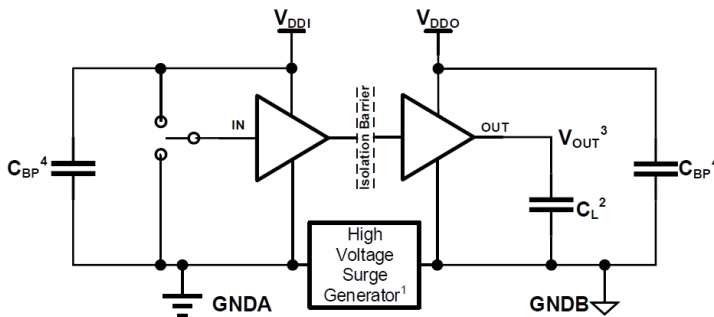 VDDI
VDDO
IN
Isolation Barrier
OUT
VOUT3
CBP4
CL2
CBP4
High
Voltage
Surge
Generator1
GNDA
GNDB